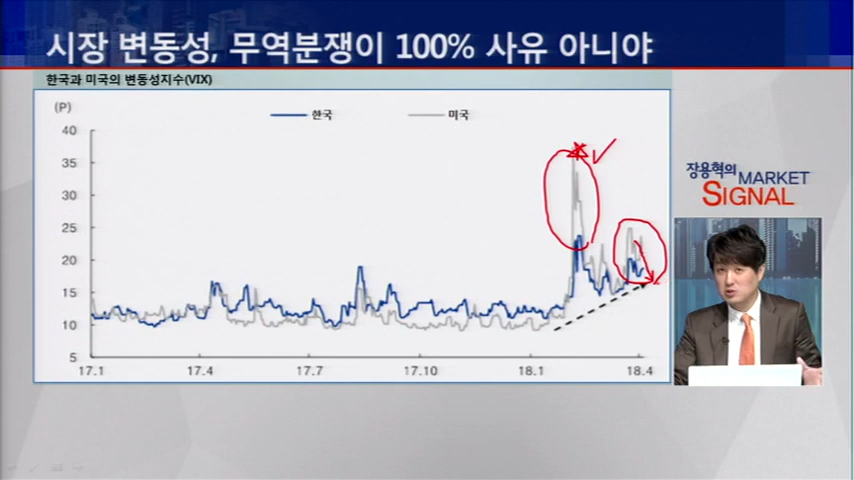 시장 변동성, 무역분쟁이 100% 사유 아니야
한국과 미국의 변동성지수(VIX)
(P)
한국
미국
40
35
30
25
20
15
10
5
17.1
17.4
17.7
17.10
18.1
18.4
장용혁의
MARKET
SIGNAL